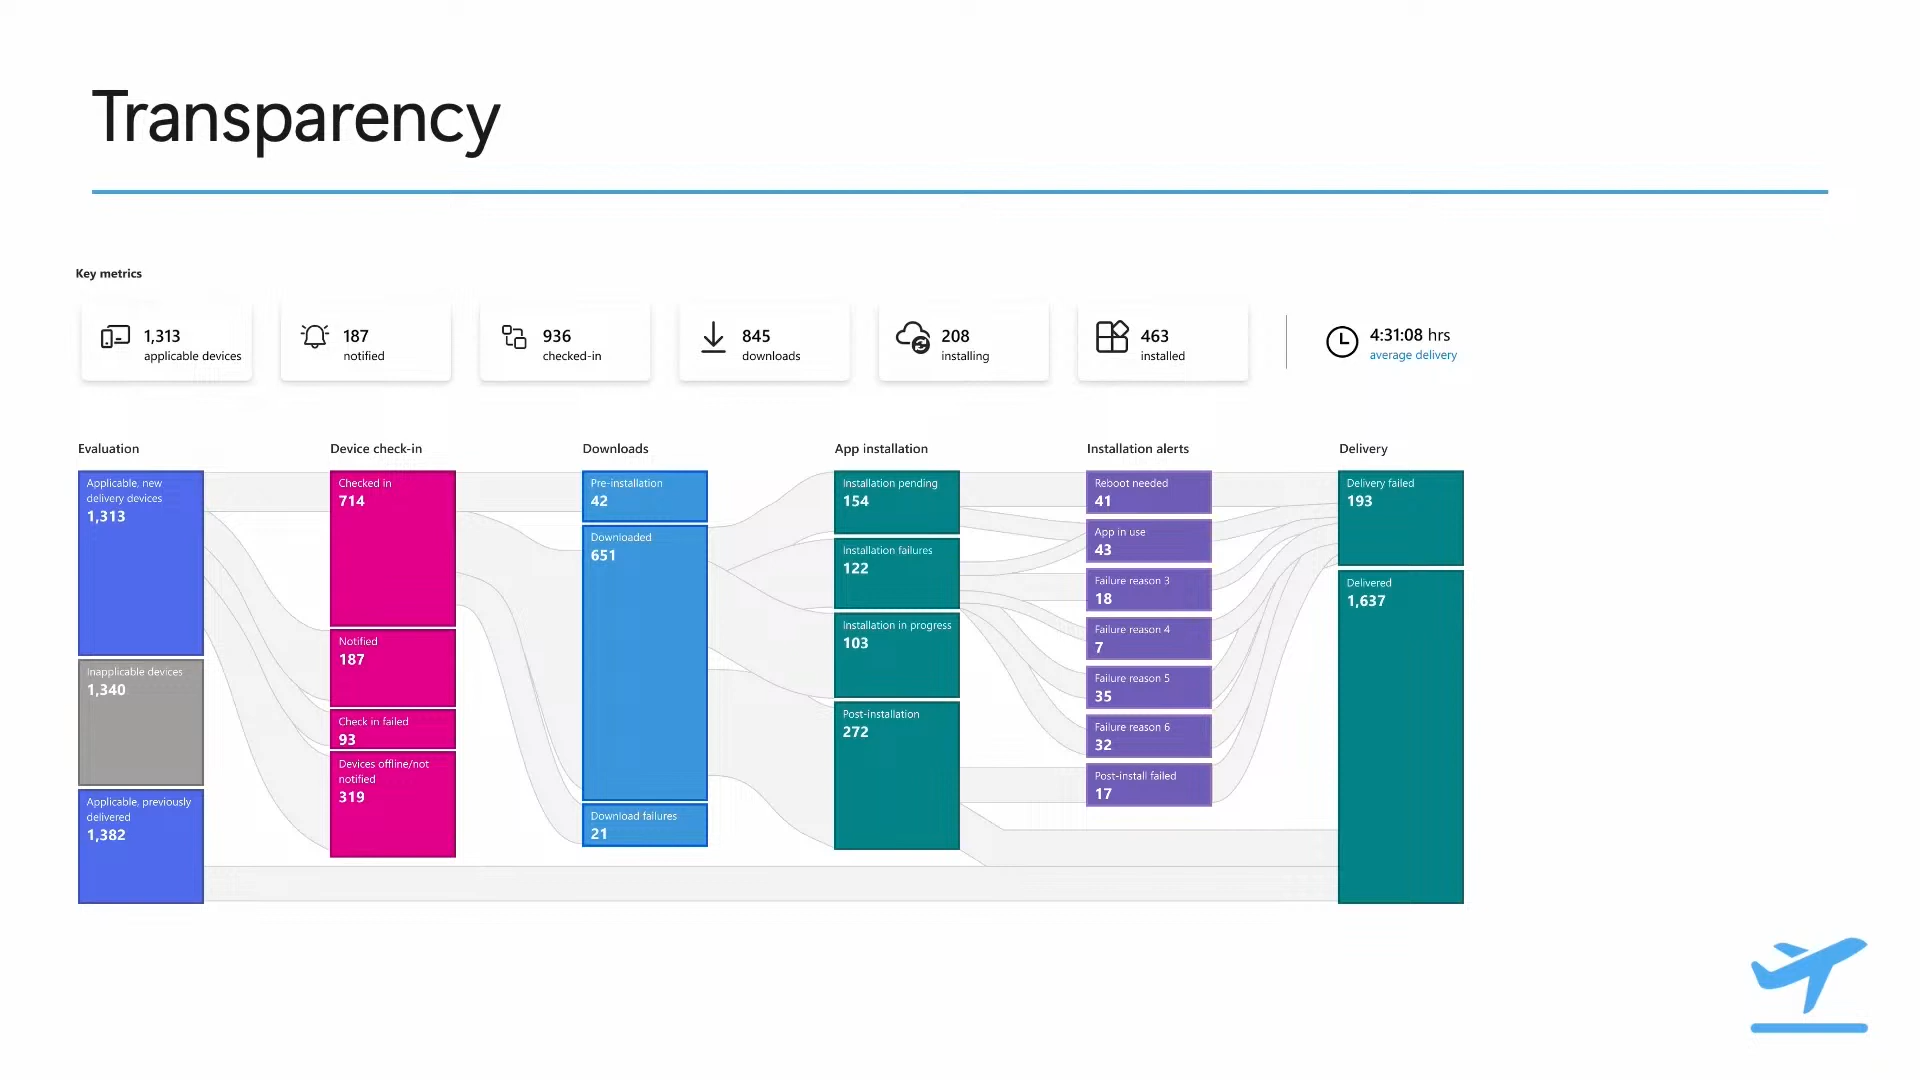 Transparency
Key metrics
1,313
applicable devices
187
notified
936
checked-in
845
downloads
208
installing
463
installed
4:31:08 hrs
average delivery
Evaluation
Applicable, new
delivery devices
1,313
Inapplicable devices
1,340
Applicable, previously
delivered
1,382
Device check-in
Checked in
714
Notified
187
Check in failed
93
Devices offline/not
notified
319
Downloads
Pre-installation
42
Downloaded
651
Download failures
21
App installation
Installation pending
154
Installation failures
122
Installation in progress
103
Post-installation
272
Installation alerts
Reboot needed
41
App in use
43
Failure reason 3
18
Failure reason 4
7
Failure reason 5
35
Failure reason 6
32
Post-install failed
17
Delivery
Delivery failed
193
Delivered
1,637